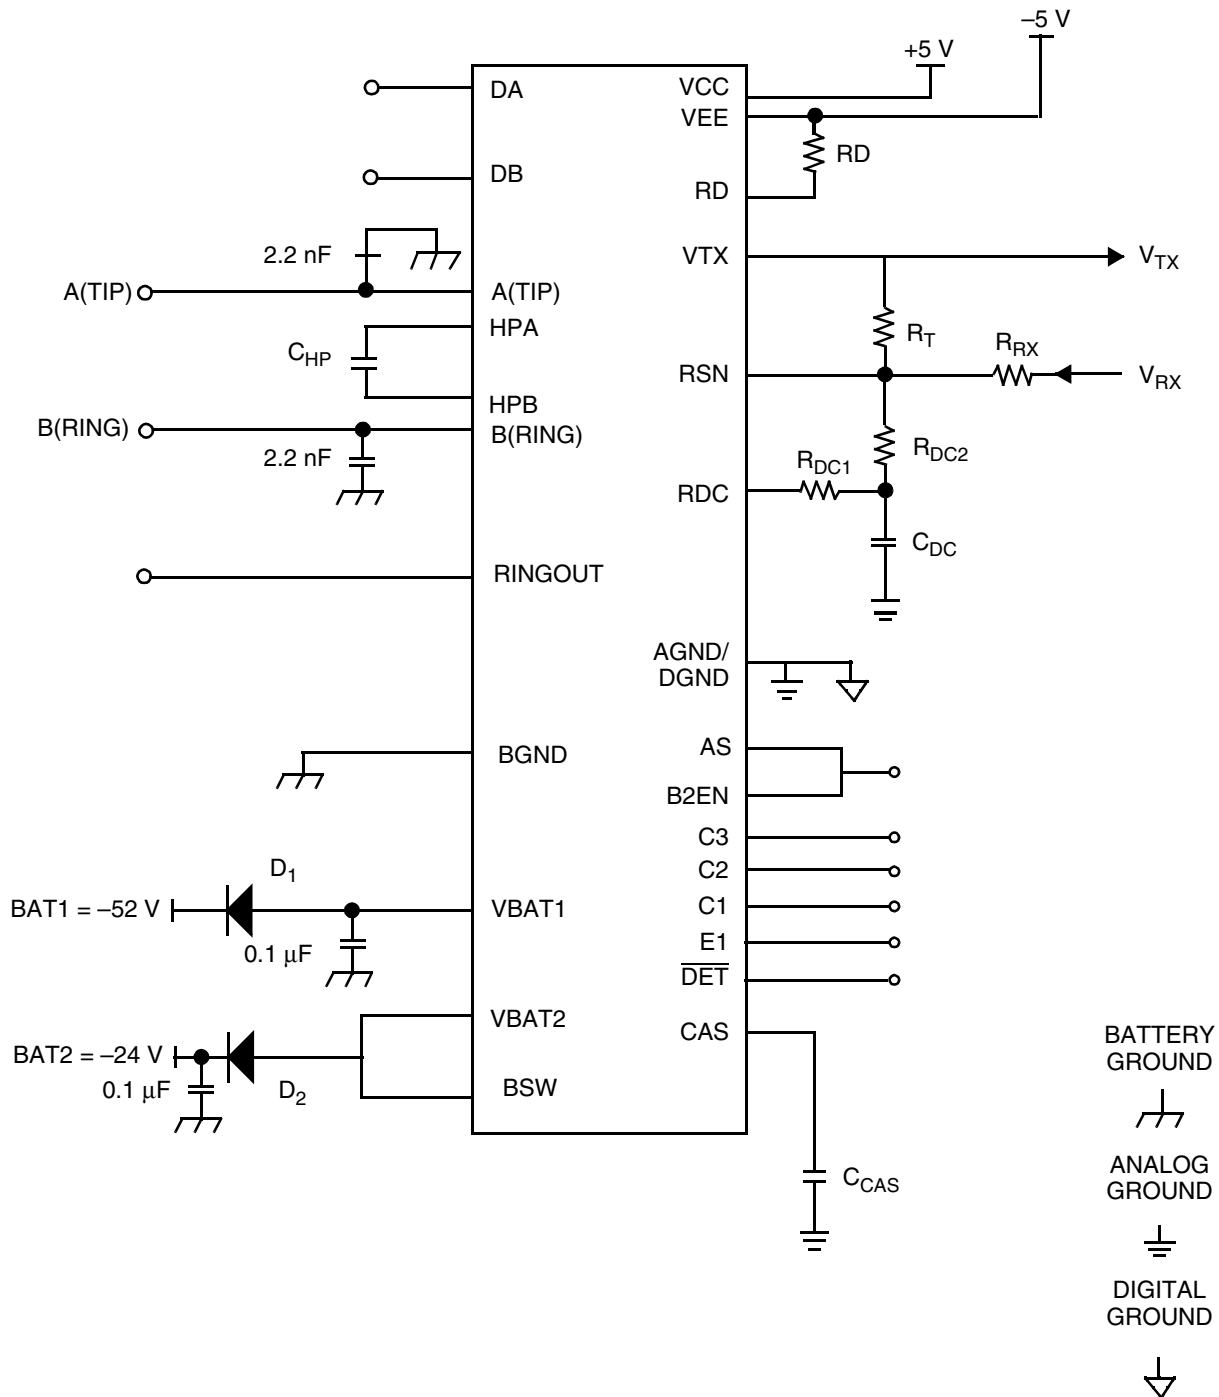 –5 V
+5 V
DA
VCC
VEE
RD
DB
RD
2.2 nF
VTX
V_TX
A(TIP)
A(TIP)
HPA
R_T
C_HP
RSN
R_RX
V_RX
HPB
B(RING)
B(RING)
2.2 nF
R_DC1
R_DC2
RDC
C_DC
RINGOUT
AGND/
DGND
BGND
AS
B2EN
C3
C2
D_1
BAT1 = –52 V
VBAT1
C1
0.1 µF
E1
DET
VBAT2
CAS
BAT2 = –24 V
0.1 µF
D_2
BSW
C_CAS
BATTERY
GROUND
ANALOG
GROUND
DIGITAL
GROUND